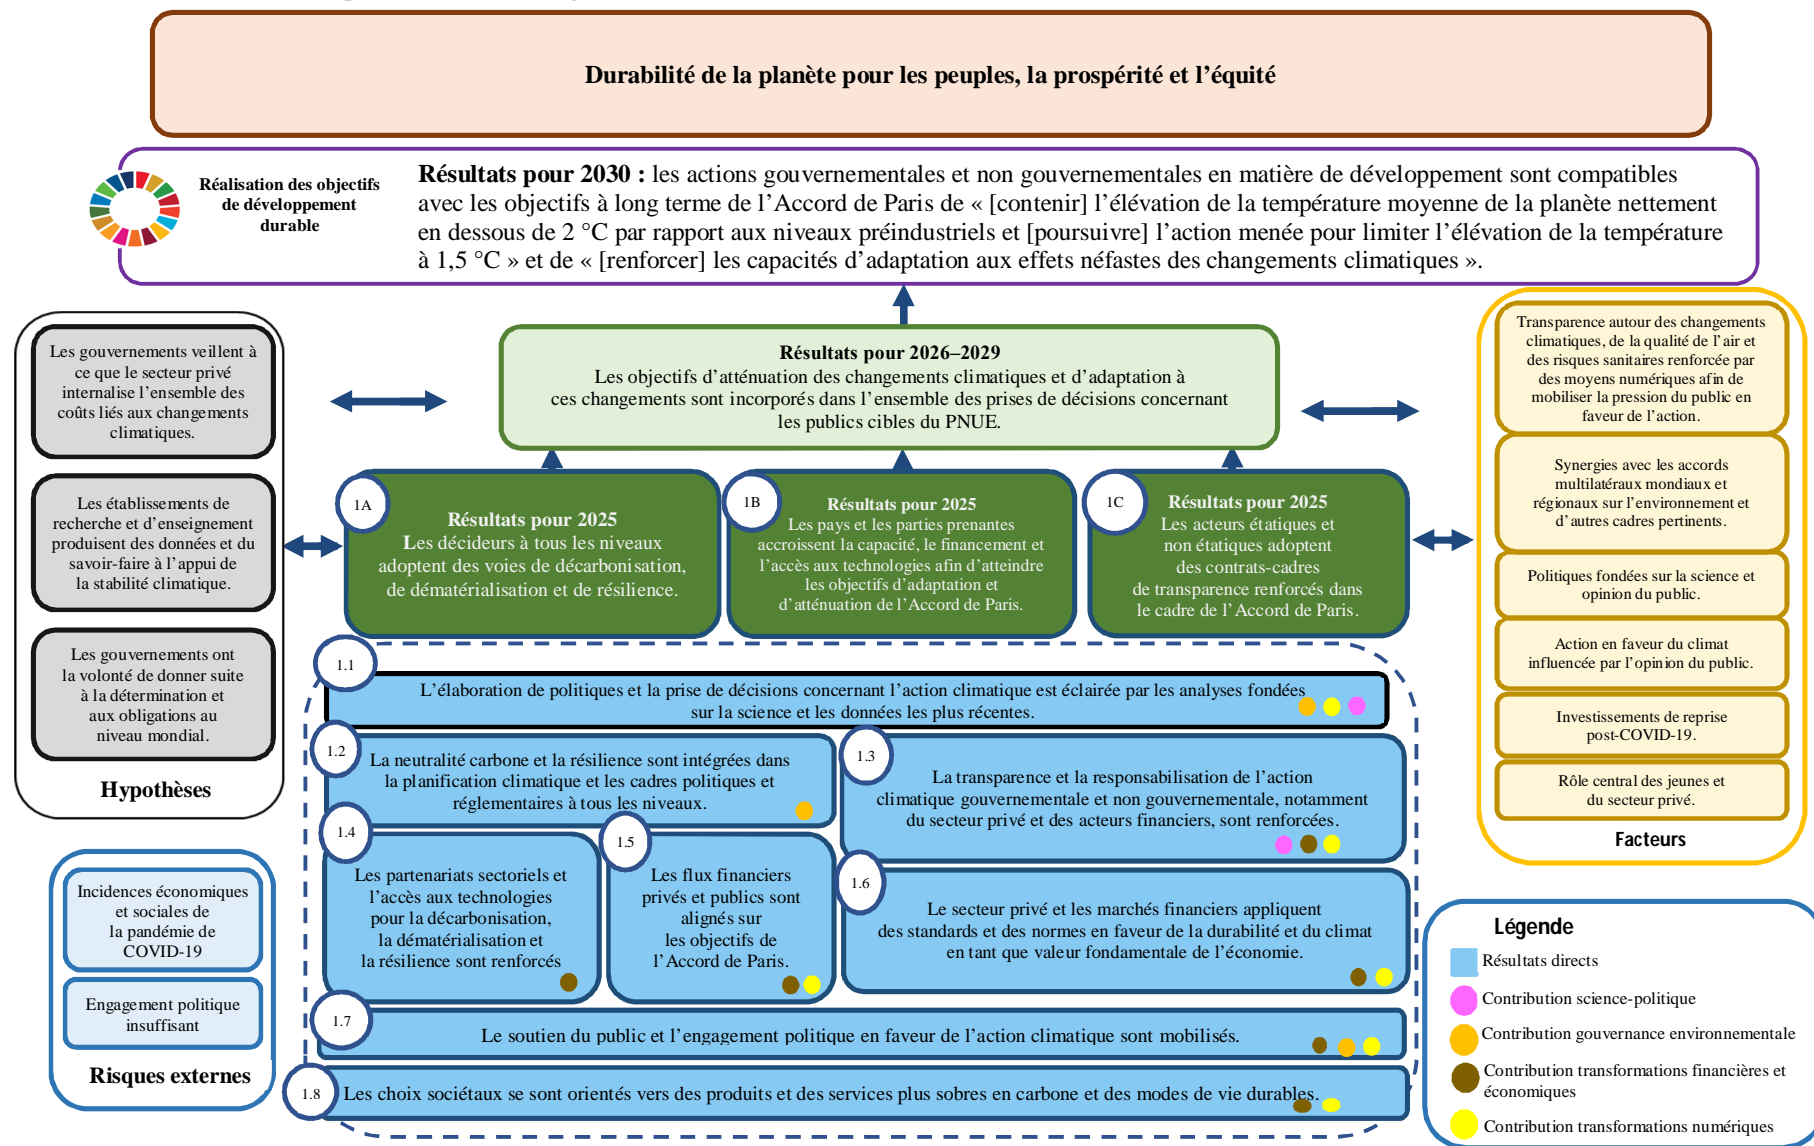 Durabilité de la planète pour les peuples, la prospérité et l’équité
Réalisation des objectifs
de développement
durable
Résultats pour 2030 : les actions gouvernementales et non gouvernementales en matière de développement sont compatibles
avec les objectifs à long terme de l’Accord de Paris de « [contenir] l’élévation de la température moyenne de la planète nettement
en dessous de 2 °C par rapport aux niveaux préindustriels et [poursuivre] l’action menée pour limiter l’élévation de la température
à 1,5 °C » et de « [renforcer] les capacités d’adaptation aux effets néfastes des changements climatiques ».
Les gouvernements veillent à
ce que le secteur privé
internalise l’ensemble des
coûts liés aux changements
climatiques.
Les établissements de
recherche et d’enseignement
produisent des données et du
savoir-faire à l’appui de
la stabilité climatique.
Les gouvernements ont
la volonté de donner suite
à la détermination et
aux obligations au
niveau mondial.
Hypothèses
Incidences économiques
et sociales de
la pandémie de
COVID-19
Engagement politique
insuffisant
Risques externes
Résultats pour 2026–2029
Les objectifs d’atténuation des changements climatiques et d’adaptation à
ces changements sont incorporés dans l’ensemble des prises de décisions concernant
les publics cibles du PNUE.
1A
Résultats pour 2025
Les décideurs à tous les niveaux
adoptent des voies de décarbonisation,
de dématérialisation et de résilience.
1B
Résultats pour 2025
Les pays et les parties prenantes
accroissent la capacité, le financement et
l’accès aux technologies afin d’atteindre
les objectifs d’adaptation et
d’atténuation de l’Accord de Paris.
1C
Résultats pour 2025
Les acteurs étatiques et
non étatiques adoptent
des contrats-cadres
de transparence renforcés dans
le cadre de l’Accord de Paris.
1.1
L’élaboration de politiques et la prise de décisions concernant l’action climatique est éclairée par les analyses fondées
sur la science et les données les plus récentes.
1.2
La neutralité carbone et la résilience sont intégrées dans
la planification climatique et les cadres politiques et
réglementaires à tous les niveaux.
1.3
La transparence et la responsabilisation de l’action
climatique gouvernementale et non gouvernementale, notamment
du secteur privé et des acteurs financiers, sont renforcées.
1.4
Les partenariats sectoriels et
l’accès aux technologies
pour la décarbonisation,
la dématérialisation et
la résilience sont renforcés
1.5
Les flux financiers
privés et publics sont
alignés sur
les objectifs de
l’Accord de Paris.
1.6
Le secteur privé et les marchés financiers appliquent
des standards et des normes en faveur de la durabilité et du climat
en tant que valeur fondamentale de l’économie.
1.7
Le soutien du public et l’engagement politique en faveur de l’action climatique sont mobilisés.
1.8
Les choix sociétaux se sont orientés vers des produits et des services plus sobres en carbone et des modes de vie durables.
Transparence autour des changements
climatiques, de la qualité de l’air et
des risques sanitaires renforcée par
des moyens numériques afin de
mobiliser la pression du public en
faveur de l’action.
Synergies avec les accords
multilatéraux mondiaux et
régionaux sur l’environnement et
d’autres cadres pertinents.
Politiques fondées sur la science et
opinion du public.
Action en faveur du climat
influencée par l’opinion du public.
Investissements de reprise
post-COVID-19.
Rôle central des jeunes et
du secteur privé.
Facteurs
Légende
Résultats directs
Contribution science-politique
Contribution gouvernance environnementale
Contribution transformations financières et
économiques
Contribution transformations numériques